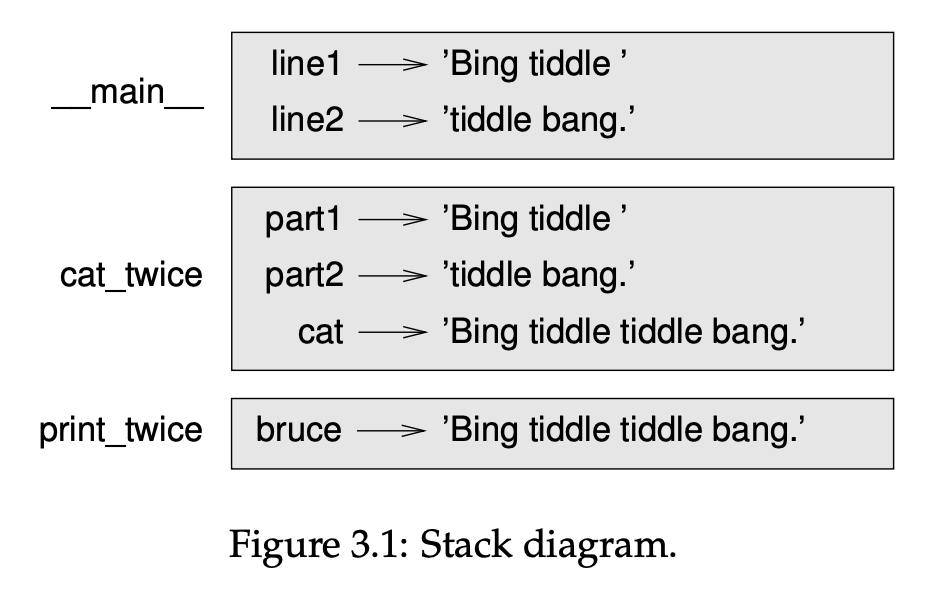 __main__
line1 ’Bing tiddle ’
line2 ’tiddle bang.’
cat_twice
part1 ’Bing tiddle ’
part2 ’tiddle bang.’
cat ’Bing tiddle tiddle bang.’
print_twice
bruce ’Bing tiddle tiddle bang.’
Figure 3.1: Stack diagram.